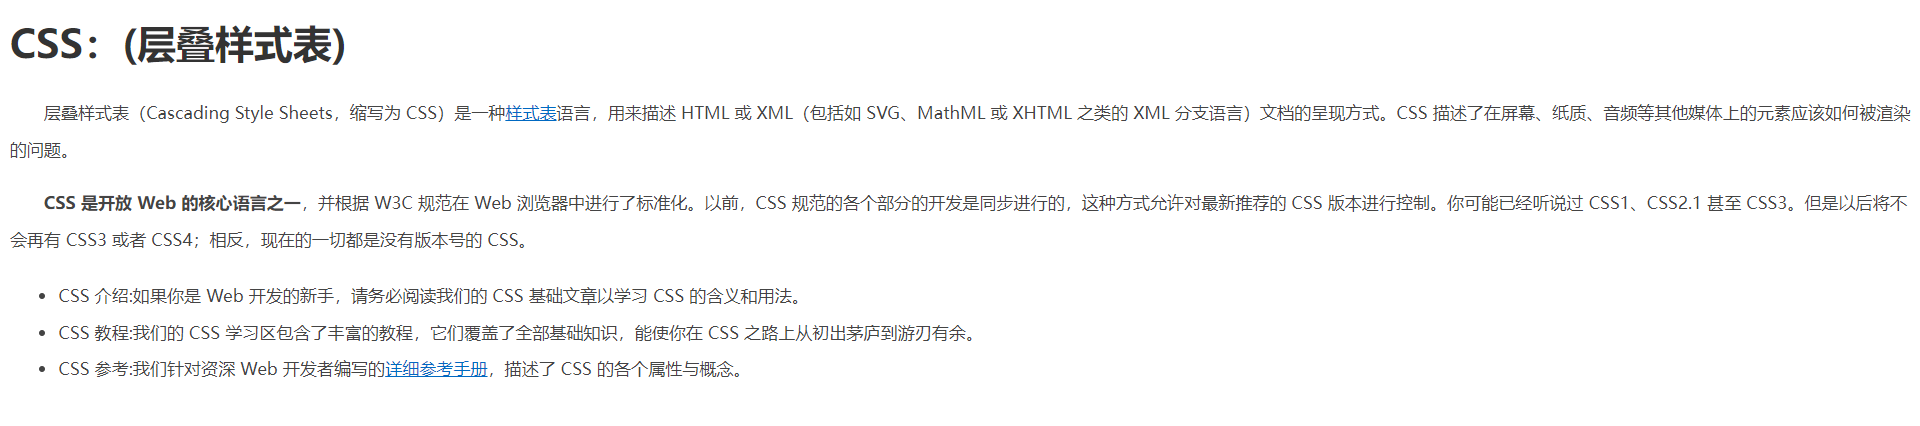 CSS：(层叠样式表)
层叠样式表（Cascading Style Sheets，缩写为 CSS）是一种样式表语言，用来描述 HTML 或 XML（包括如 SVG、MathML 或 XHTML 之类的 XML 分支语言）文档的呈现方式。CSS 描述了在屏幕、纸质、音频等其他媒体上的元素应该如何被渲染
的问题。
CSS 是开放 Web 的核心语言之一，并根据 W3C 规范在 Web 浏览器中进行了标准化。以前，CSS 规范的各个部分的开发是同步进行的，这种方式允许对最新推荐的 CSS 版本进行控制。你可能已经听说过 CSS1、CSS2.1 甚至 CSS3。但是以后将不
会再有 CSS3 或者 CSS4；相反，现在的一切都是没有版本号的 CSS。
• CSS 介绍:如果你是 Web 开发的新手，请务必阅读我们的 CSS 基础文章以学习 CSS 的含义和用法。
• CSS 教程:我们的 CSS 学习区包含了丰富的教程，它们覆盖了全部基础知识，能使你在 CSS 之路上从初出茅庐到游刃有余。
• CSS 参考:我们针对资深 Web 开发者编写的详细参考手册，描述了 CSS 的各个属性与概念。